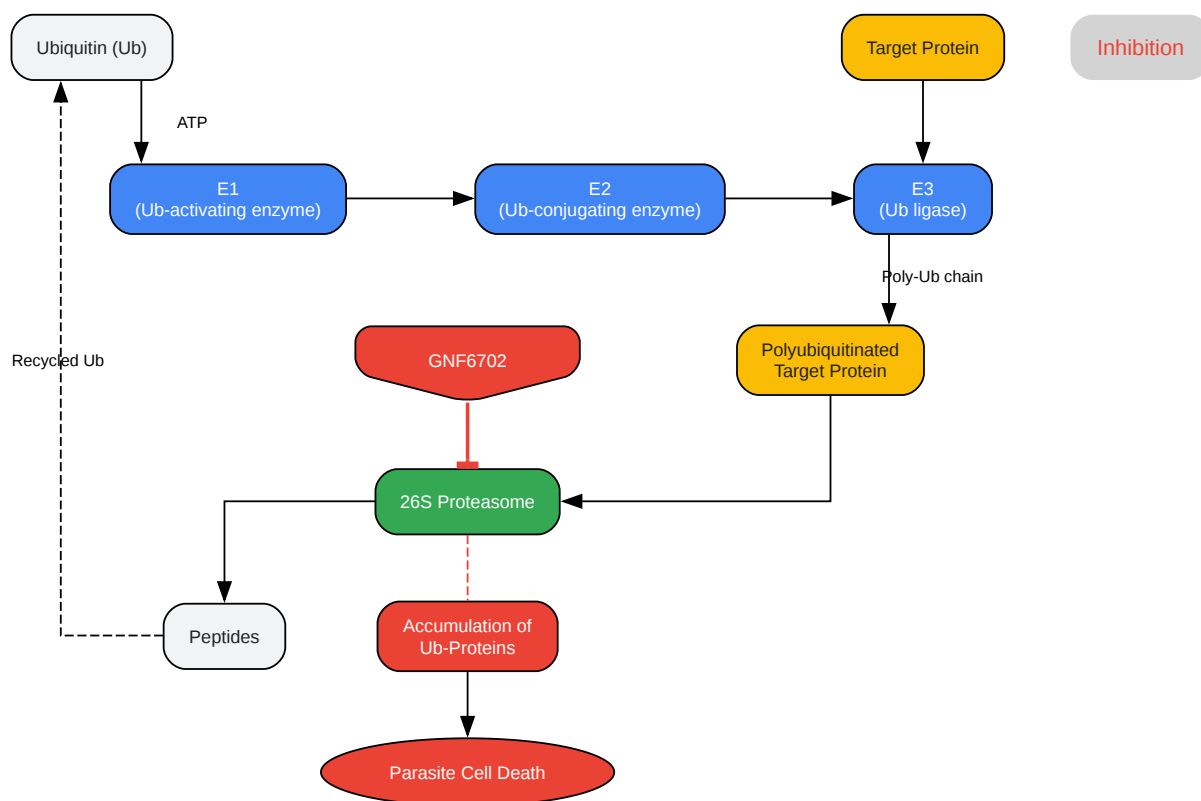 Ubiquitin (Ub)
Target Protein
Inhibition
ATP
E1
(Ub-activating enzyme)
E2
(Ub-conjugating enzyme)
E3
(Ub ligase)
Poly-Ub chain
GNF6702
Polyubiquitinated
Target Protein
Recycled Ub
26S Proteasome
Peptides
Accumulation of
Ub-Proteins
Parasite Cell Death